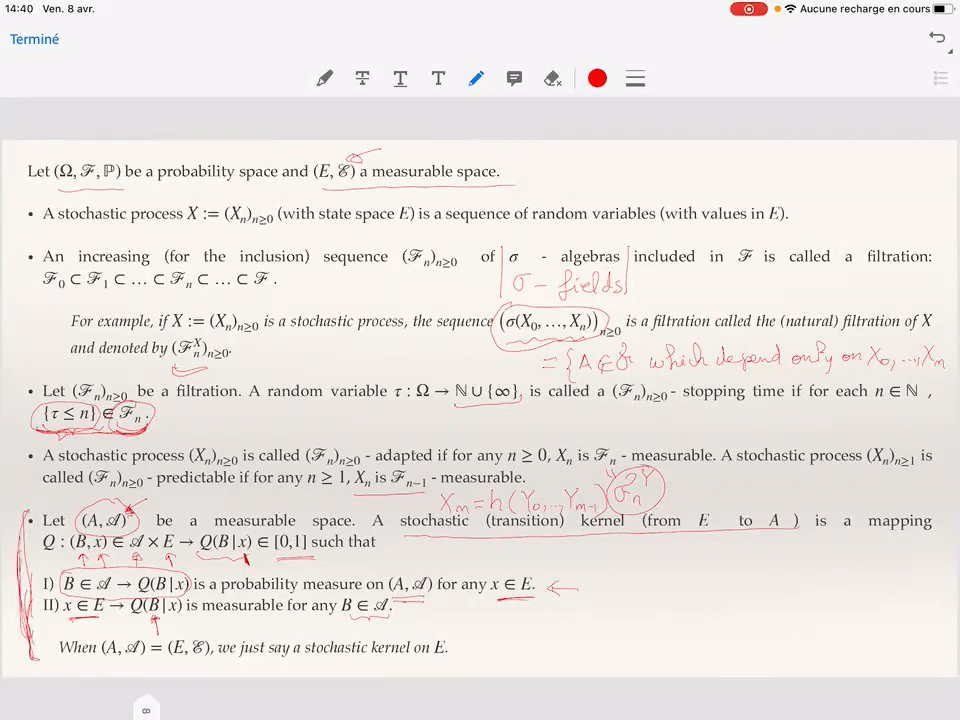 14:40 Ven. 8 avr. Aucune recharge en cours
Terminé
Let (Ω, ℱ, ℙ) be a probability space and (E, ℰ) a measurable space.
• A stochastic process X := (Xₙ)ₙ≥₀ (with state space E) is a sequence of random variables (with values in E).
• An increasing (for the inclusion) sequence (ℱₙ)ₙ≥₀ of σ - algebras included in ℱ is called a filtration:
ℱ₀ ⊂ ℱ₁ ⊂ … ⊂ ℱₙ ⊂ … ⊂ ℱ .
σ - fields
For example, if X := (Xₙ)ₙ≥₀ is a stochastic process, the sequence (σ(X₀, …, Xₙ))ₙ≥₀ is a filtration called the (natural) filtration of X
and denoted by (ℱₙˣ)ₙ≥₀.
= {A ∈ ℱ which depend only on X₀, .., Xₙ
• Let (ℱₙ)ₙ≥₀ be a filtration. A random variable τ : Ω → ℕ ∪ {∞}, is called a (ℱₙ)ₙ≥₀ - stopping time if for each n ∈ ℕ ,
{τ ≤ n} ∈ ℱₙ .
• A stochastic process (Xₙ)ₙ≥₀ is called (ℱₙ)ₙ≥₀ - adapted if for any n ≥ 0, Xₙ is ℱₙ - measurable. A stochastic process (Xₙ)ₙ≥₁ is
called (ℱₙ)ₙ≥₀ - predictable if for any n ≥ 1, Xₙ is ℱₙ₋₁ - measurable.
Xₙ = h(Y₀, .., Yₙ₋₁) ℱₙʸ
• Let (A, 𝒜) be a measurable space. A stochastic (transition) kernel (from E to A ) is a mapping
Q : (B, x) ∈ 𝒜 × E → Q(B | x) ∈ [0,1] such that
I) B ∈ 𝒜 → Q(B | x) is a probability measure on (A, 𝒜) for any x ∈ E.
II) x ∈ E → Q(B | x) is measurable for any B ∈ 𝒜.
When (A, 𝒜) = (E, ℰ), we just say a stochastic kernel on E.